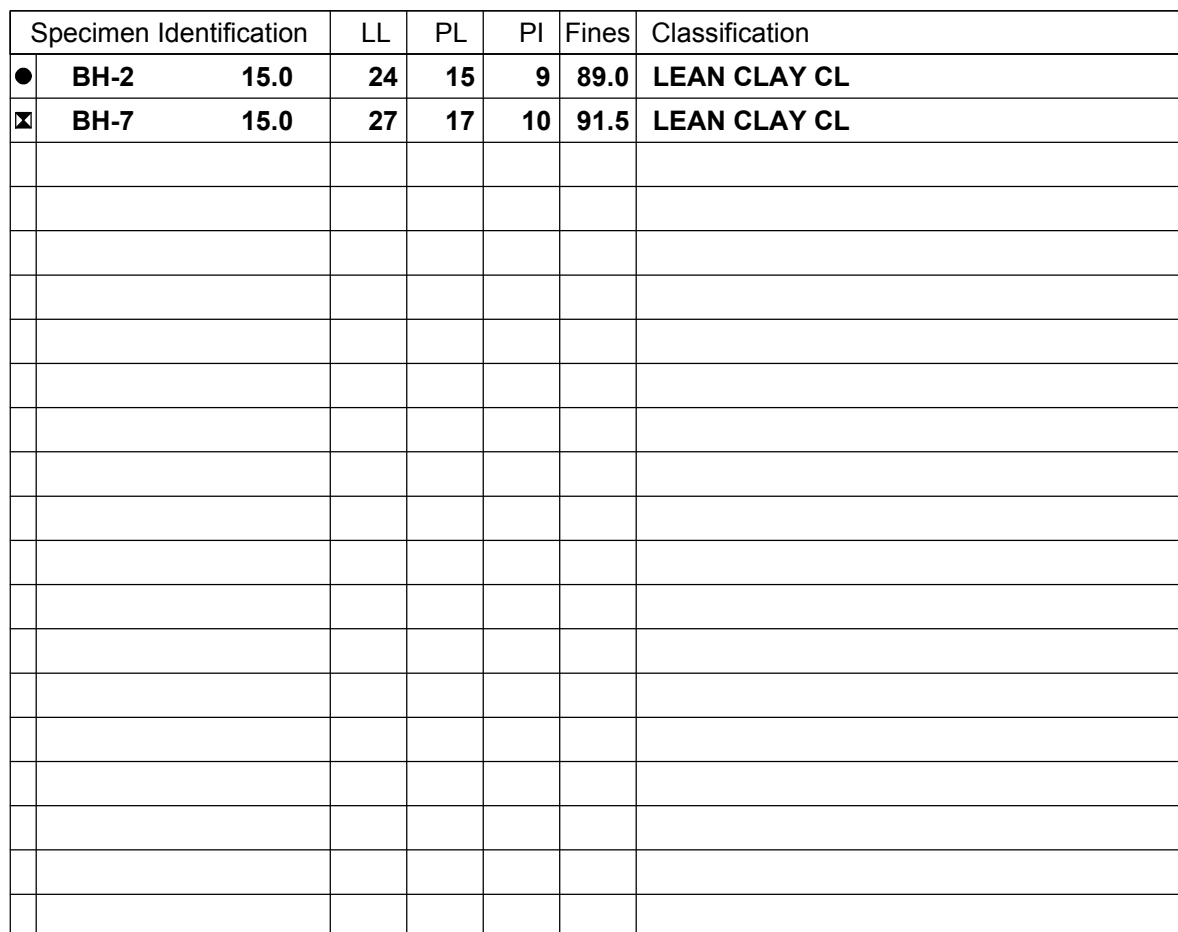 Specimen Identification LL PL PI Fines Classification
BH-2 15.0 24 15 9 89.0 LEAN CLAY CL
BH-7 15.0 27 17 10 91.5 LEAN CLAY CL